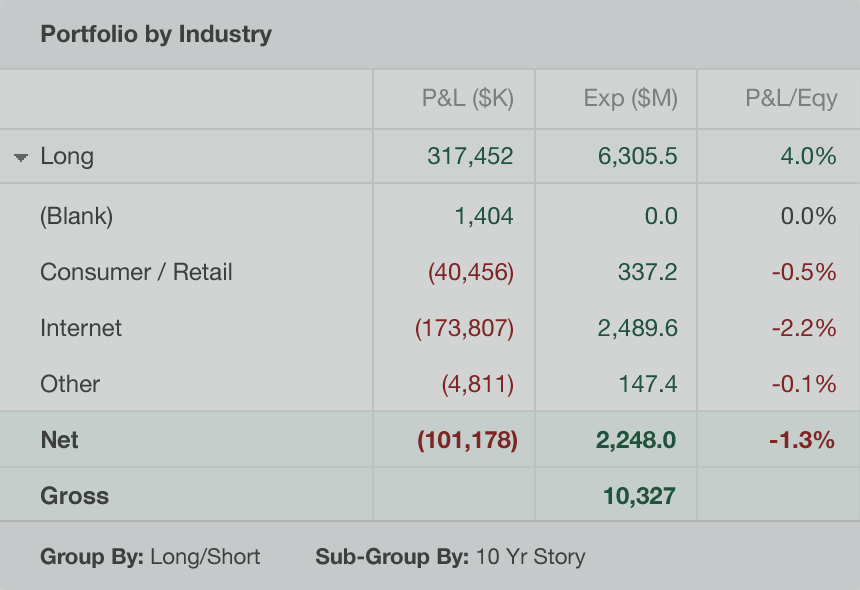 Portfolio by Industry
P&L ($K) Exp ($M) P&L/Eqy
Long 317,452 6,305.5 4.0%
(Blank) 1,404 0.0 0.0%
Consumer / Retail (40,456) 337.2 -0.5%
Internet (173,807) 2,489.6 -2.2%
Other (4,811) 147.4 -0.1%
Net (101,178) 2,248.0 -1.3%
Gross 10,327
Group By: Long/Short Sub-Group By: 10 Yr Story